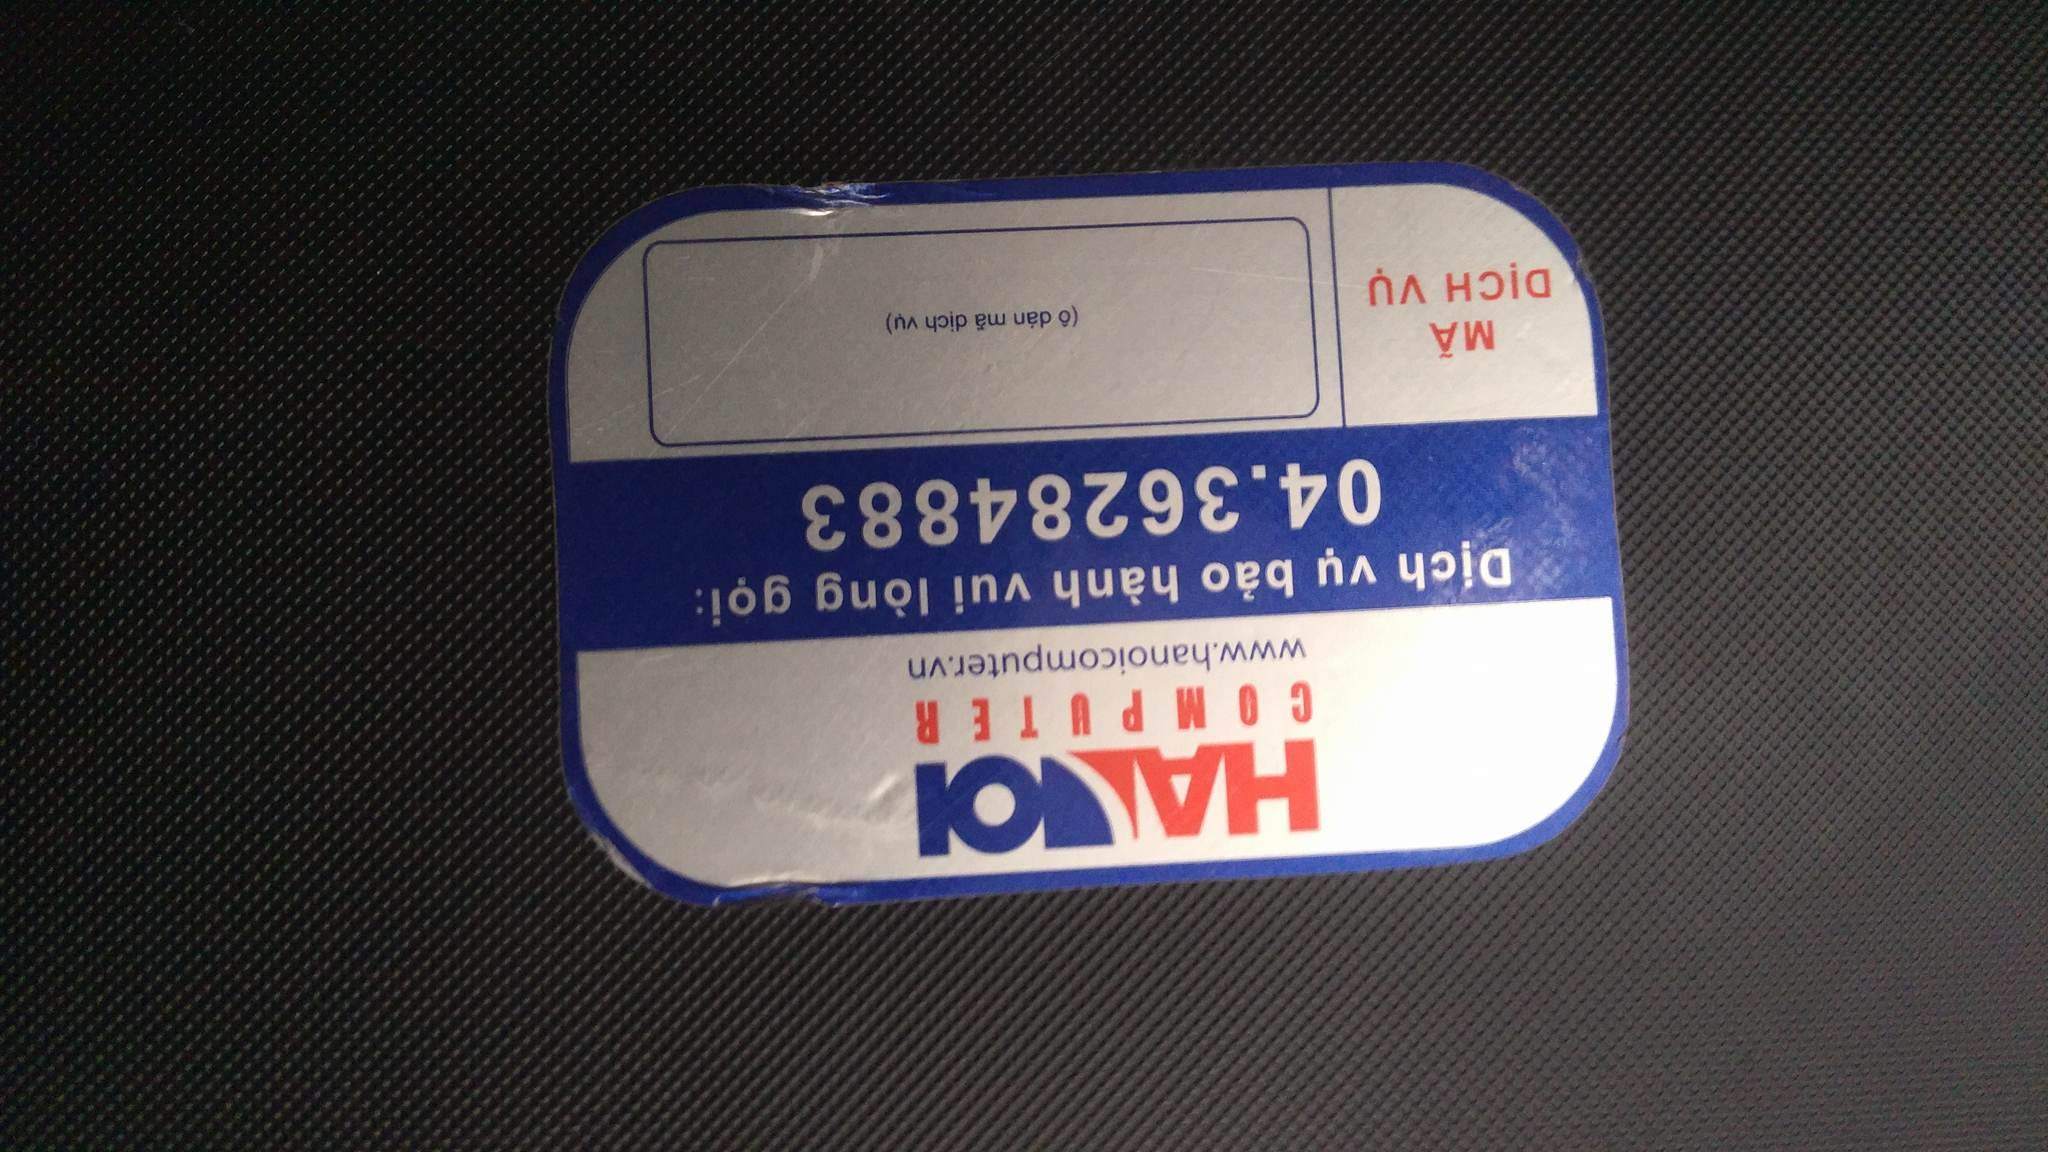 HANOI
COMPUTER
www.hanoicomputer.vn
Dịch vụ bảo hành vui lòng gọi:
04.36284883
MÃ
DỊCH VỤ
(ô dán mã dịch vụ)